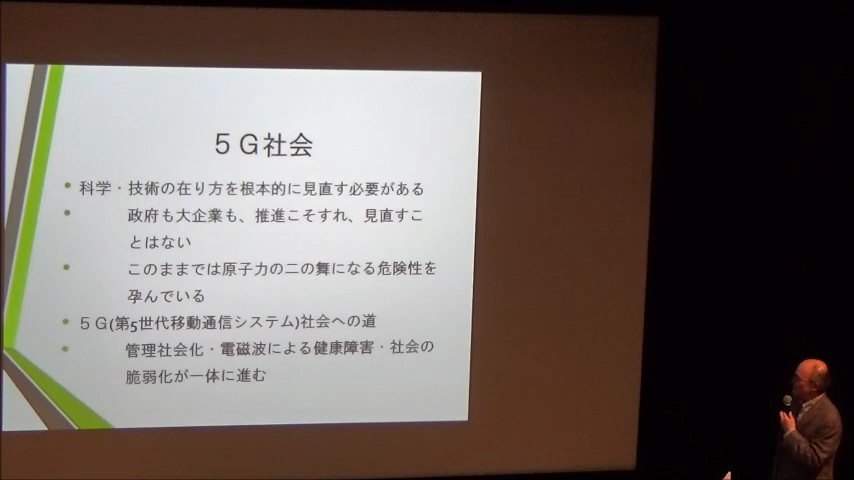 ５Ｇ社会
科学・技術の在り方を根本的に見直す必要がある
政府も大企業も、推進こそすれ、見直すこ
とはない
このままでは原子力の二の舞になる危険性を
孕んでいる
５Ｇ(第5世代移動通信システム)社会への道
管理社会化・電磁波による健康障害・社会の
脆弱化が一体に進む